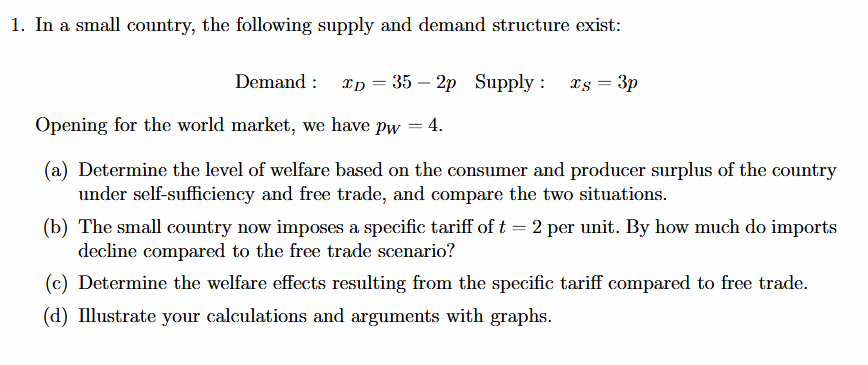 1. In a small country, the following supply and demand structure exist:
Demand : x_D = 35 − 2p Supply : x_S = 3p
Opening for the world market, we have p_W = 4.
(a) Determine the level of welfare based on the consumer and producer surplus of the country
under self-sufficiency and free trade, and compare the two situations.
(b) The small country now imposes a specific tariff of t = 2 per unit. By how much do imports
decline compared to the free trade scenario?
(c) Determine the welfare effects resulting from the specific tariff compared to free trade.
(d) Illustrate your calculations and arguments with graphs.